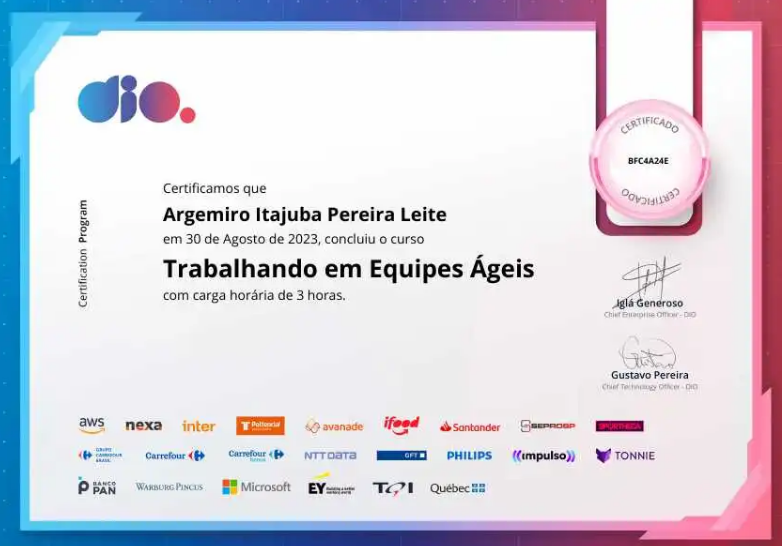 dio.
CERTIFICADO
BFC4A24E
CERTIFICADO
Certification Program
Certificamos que
Argemiro Itajuba Pereira Leite
em 30 de Agosto de 2023, concluiu o curso
Trabalhando em Equipes Ágeis
com carga horária de 3 horas.
Iglá Generoso
Chief Enterprise Officer - DIO
Gustavo Pereira
Chief Technology Officer - DIO
aws nexa inter Pottencial avanade ifood Santander SEPROSP SPORTHEKA
GRUPO CARREFOUR BRASIL Carrefour Carrefour NTT DATA GFT PHILIPS ((impulso)) TONNIE
BANCO PAN WARBURG PINCUS Microsoft EY TQI Québec